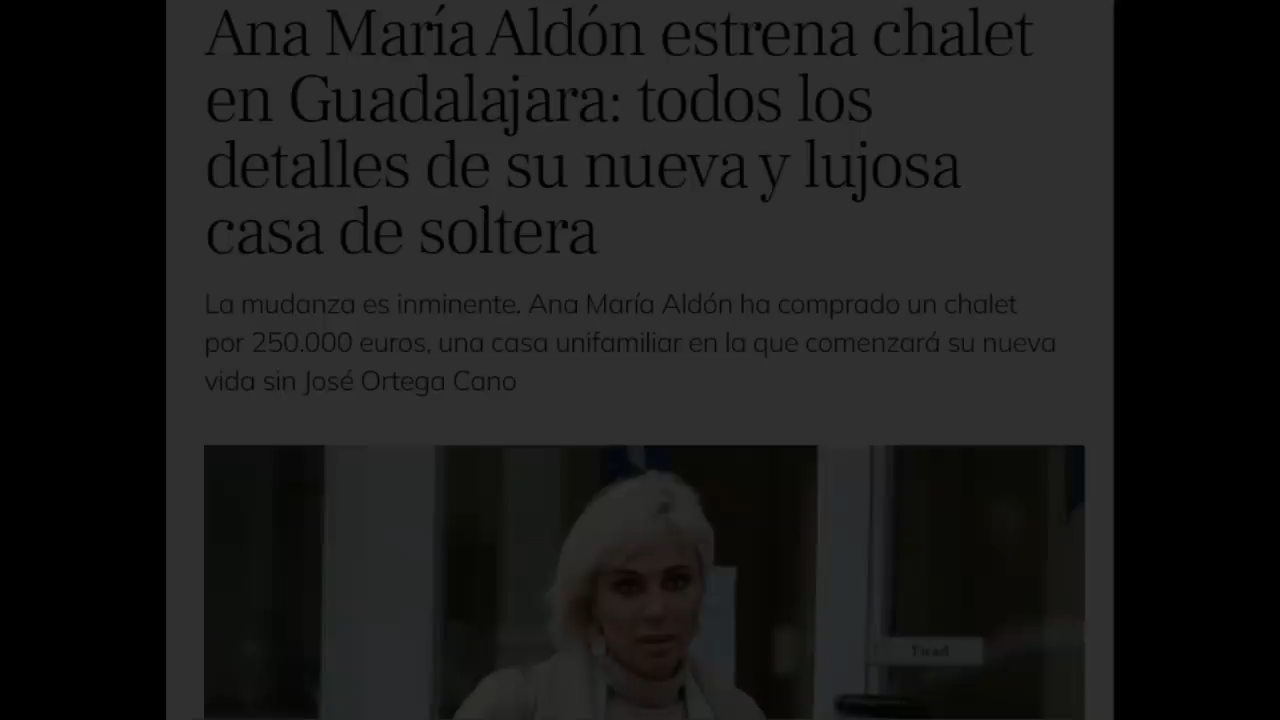 Ana María Aldón estrena chalet
en Guadalajara: todos los
detalles de su nueva y lujosa
casa de soltera
La mudanza es inminente. Ana María Aldón ha comprado un chalet
por 250.000 euros, una casa unifamiliar en la que comenzará su nueva
vida sin José Ortega Cano